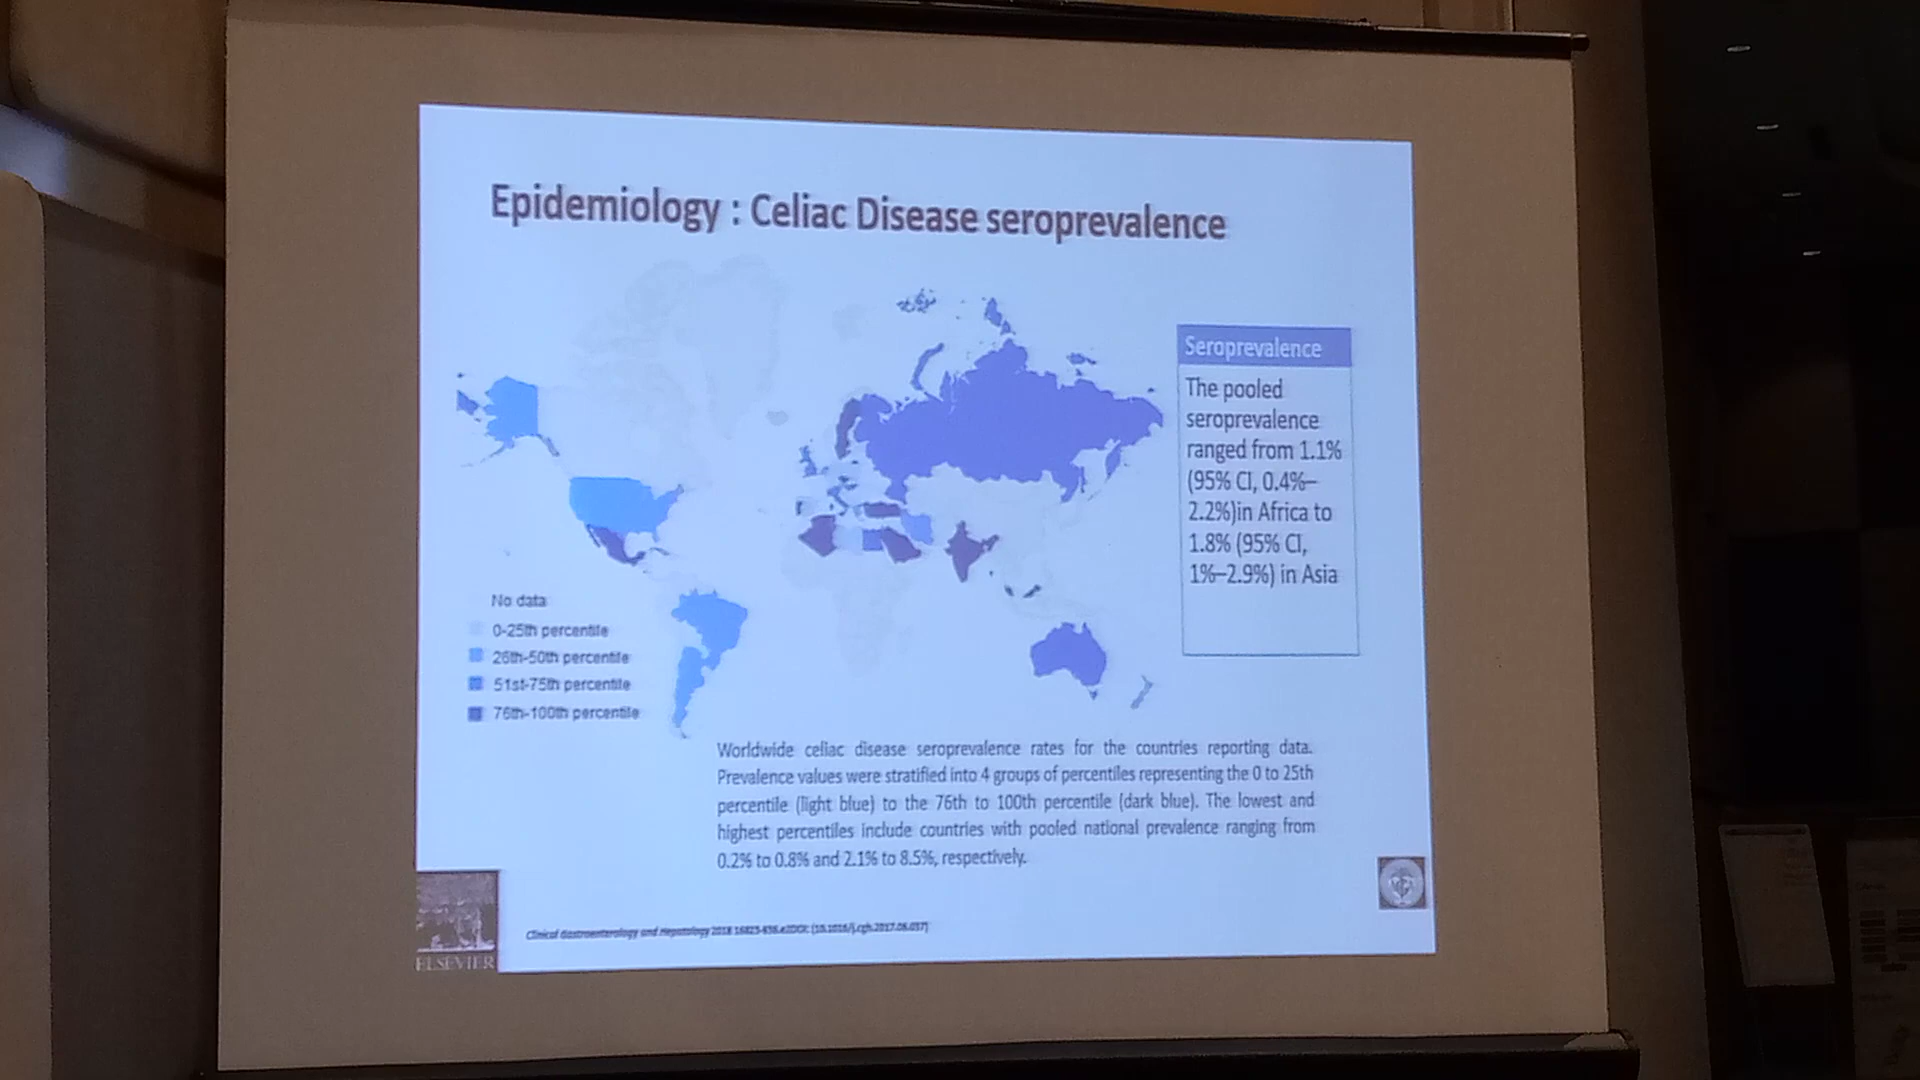 Epidemiology : Celiac Disease seroprevalence
Seroprevalence
The pooled
seroprevalence
ranged from 1.1%
(95% CI, 0.4%–
2.2%)in Africa to
1.8% (95% CI,
1%–2.9%) in Asia
No data
0-25th percentile
26th-50th percentile
51st-75th percentile
76th-100th percentile
Worldwide celiac disease seroprevalence rates for the countries reporting data.
Prevalence values were stratified into 4 groups of percentiles representing the 0 to 25th
percentile (light blue) to the 76th to 100th percentile (dark blue). The lowest and
highest percentiles include countries with pooled national prevalence ranging from
0.2% to 0.8% and 2.1% to 8.5%, respectively.
Clinical Gastroenterology and Hepatology 2018
ELSEVIER